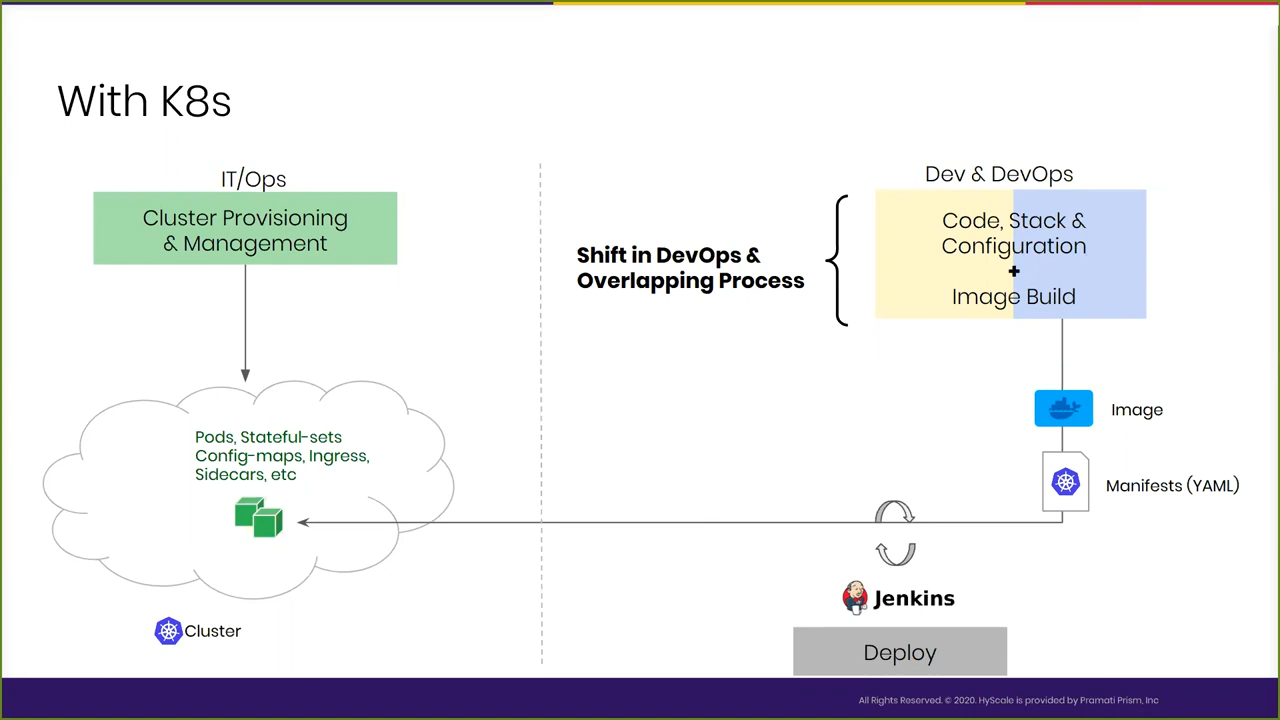 With K8s
IT/Ops
Cluster Provisioning
& Management
Pods, Stateful-sets
Config-maps, Ingress,
Sidecars, etc
Cluster
Shift in DevOps &
Overlapping Process
Dev & DevOps
Code, Stack &
Configuration
+
Image Build
Image
Manifests (YAML)
Jenkins
Deploy
All Rights Reserved. © 2020. HyScale is provided by Pramati Prism, Inc